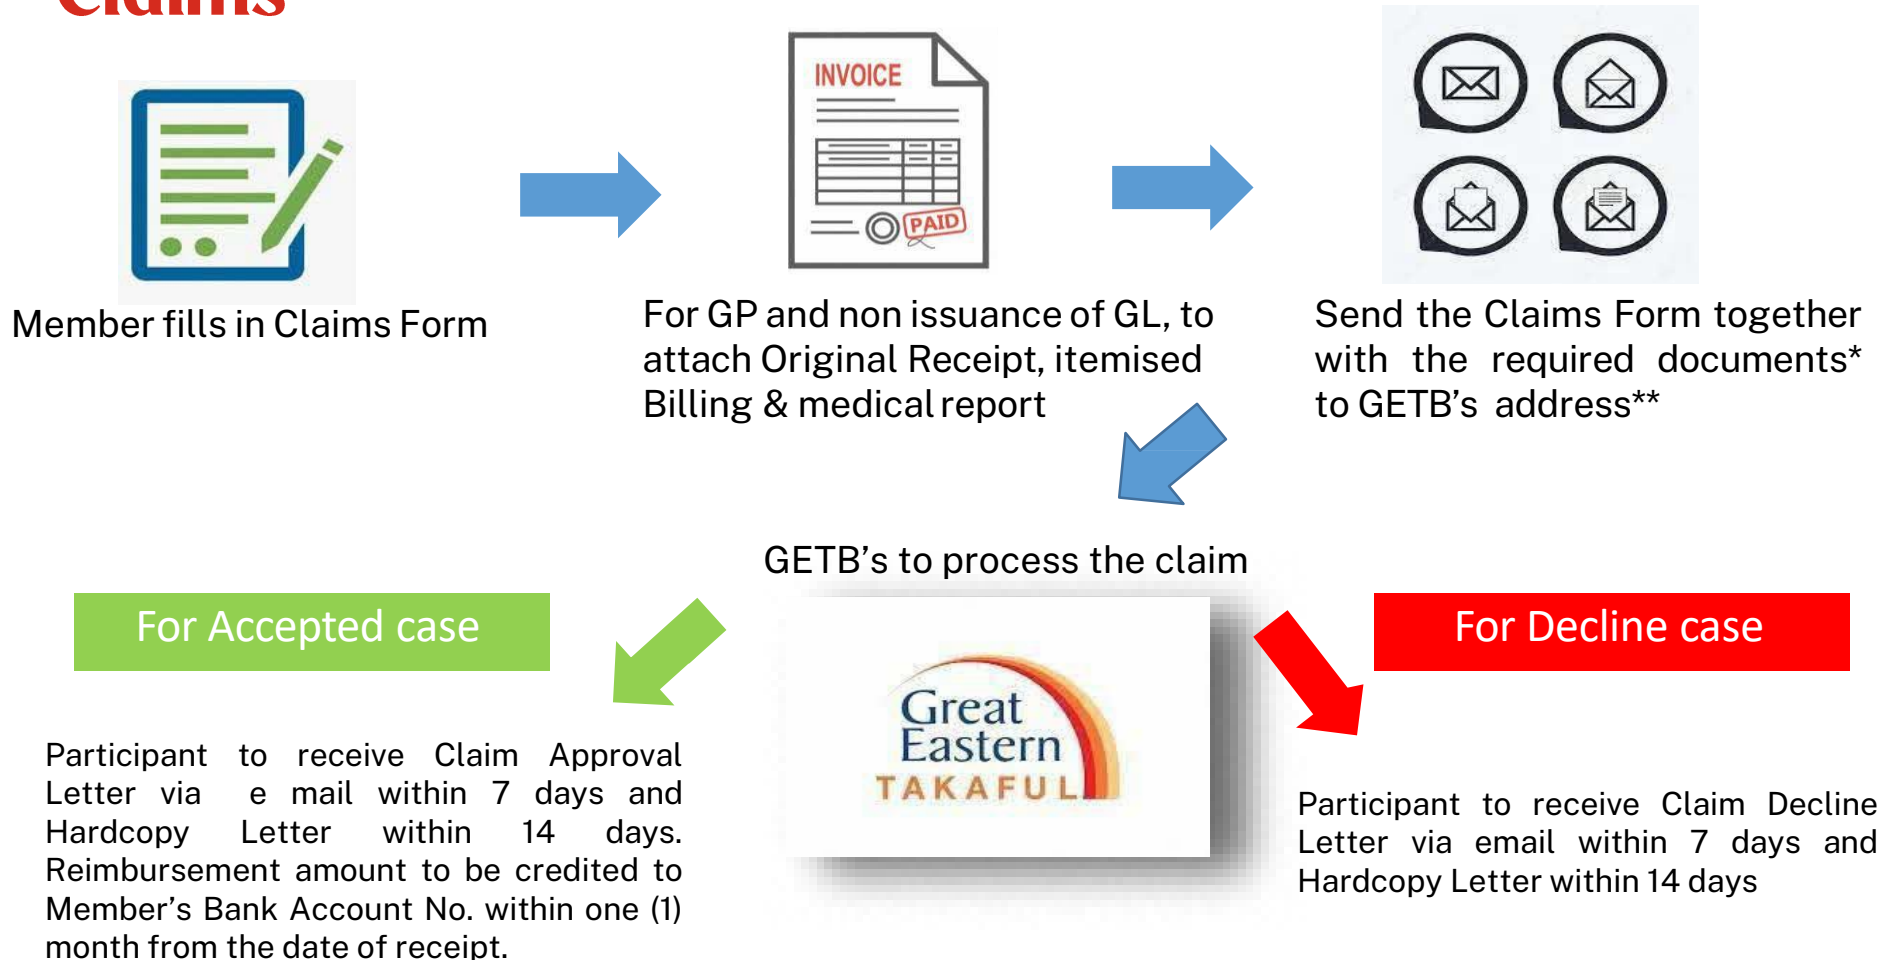 Claims
INVOICE
PAID
Member fills in Claims Form
For GP and non issuance of GL, to
attach Original Receipt, itemised
Billing & medical report
Send the Claims Form together
with the required documents*
to GETB’s address**
GETB’s to process the claim
For Accepted case
For Decline case
Great
Eastern
TAKAFUL
Participant to receive Claim Approval
Letter via e mail within 7 days and
Hardcopy Letter within 14 days.
Reimbursement amount to be credited to
Member’s Bank Account No. within one (1)
month from the date of receipt.
Participant to receive Claim Decline
Letter via email within 7 days and
Hardcopy Letter within 14 days